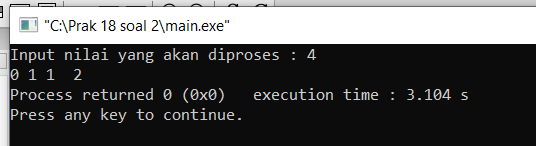 "C:\Prak 18 soal 2\main.exe"
Input nilai yang akan diproses : 4
0 1 1  2
Process returned 0 (0x0)   execution time : 3.104 s
Press any key to continue.